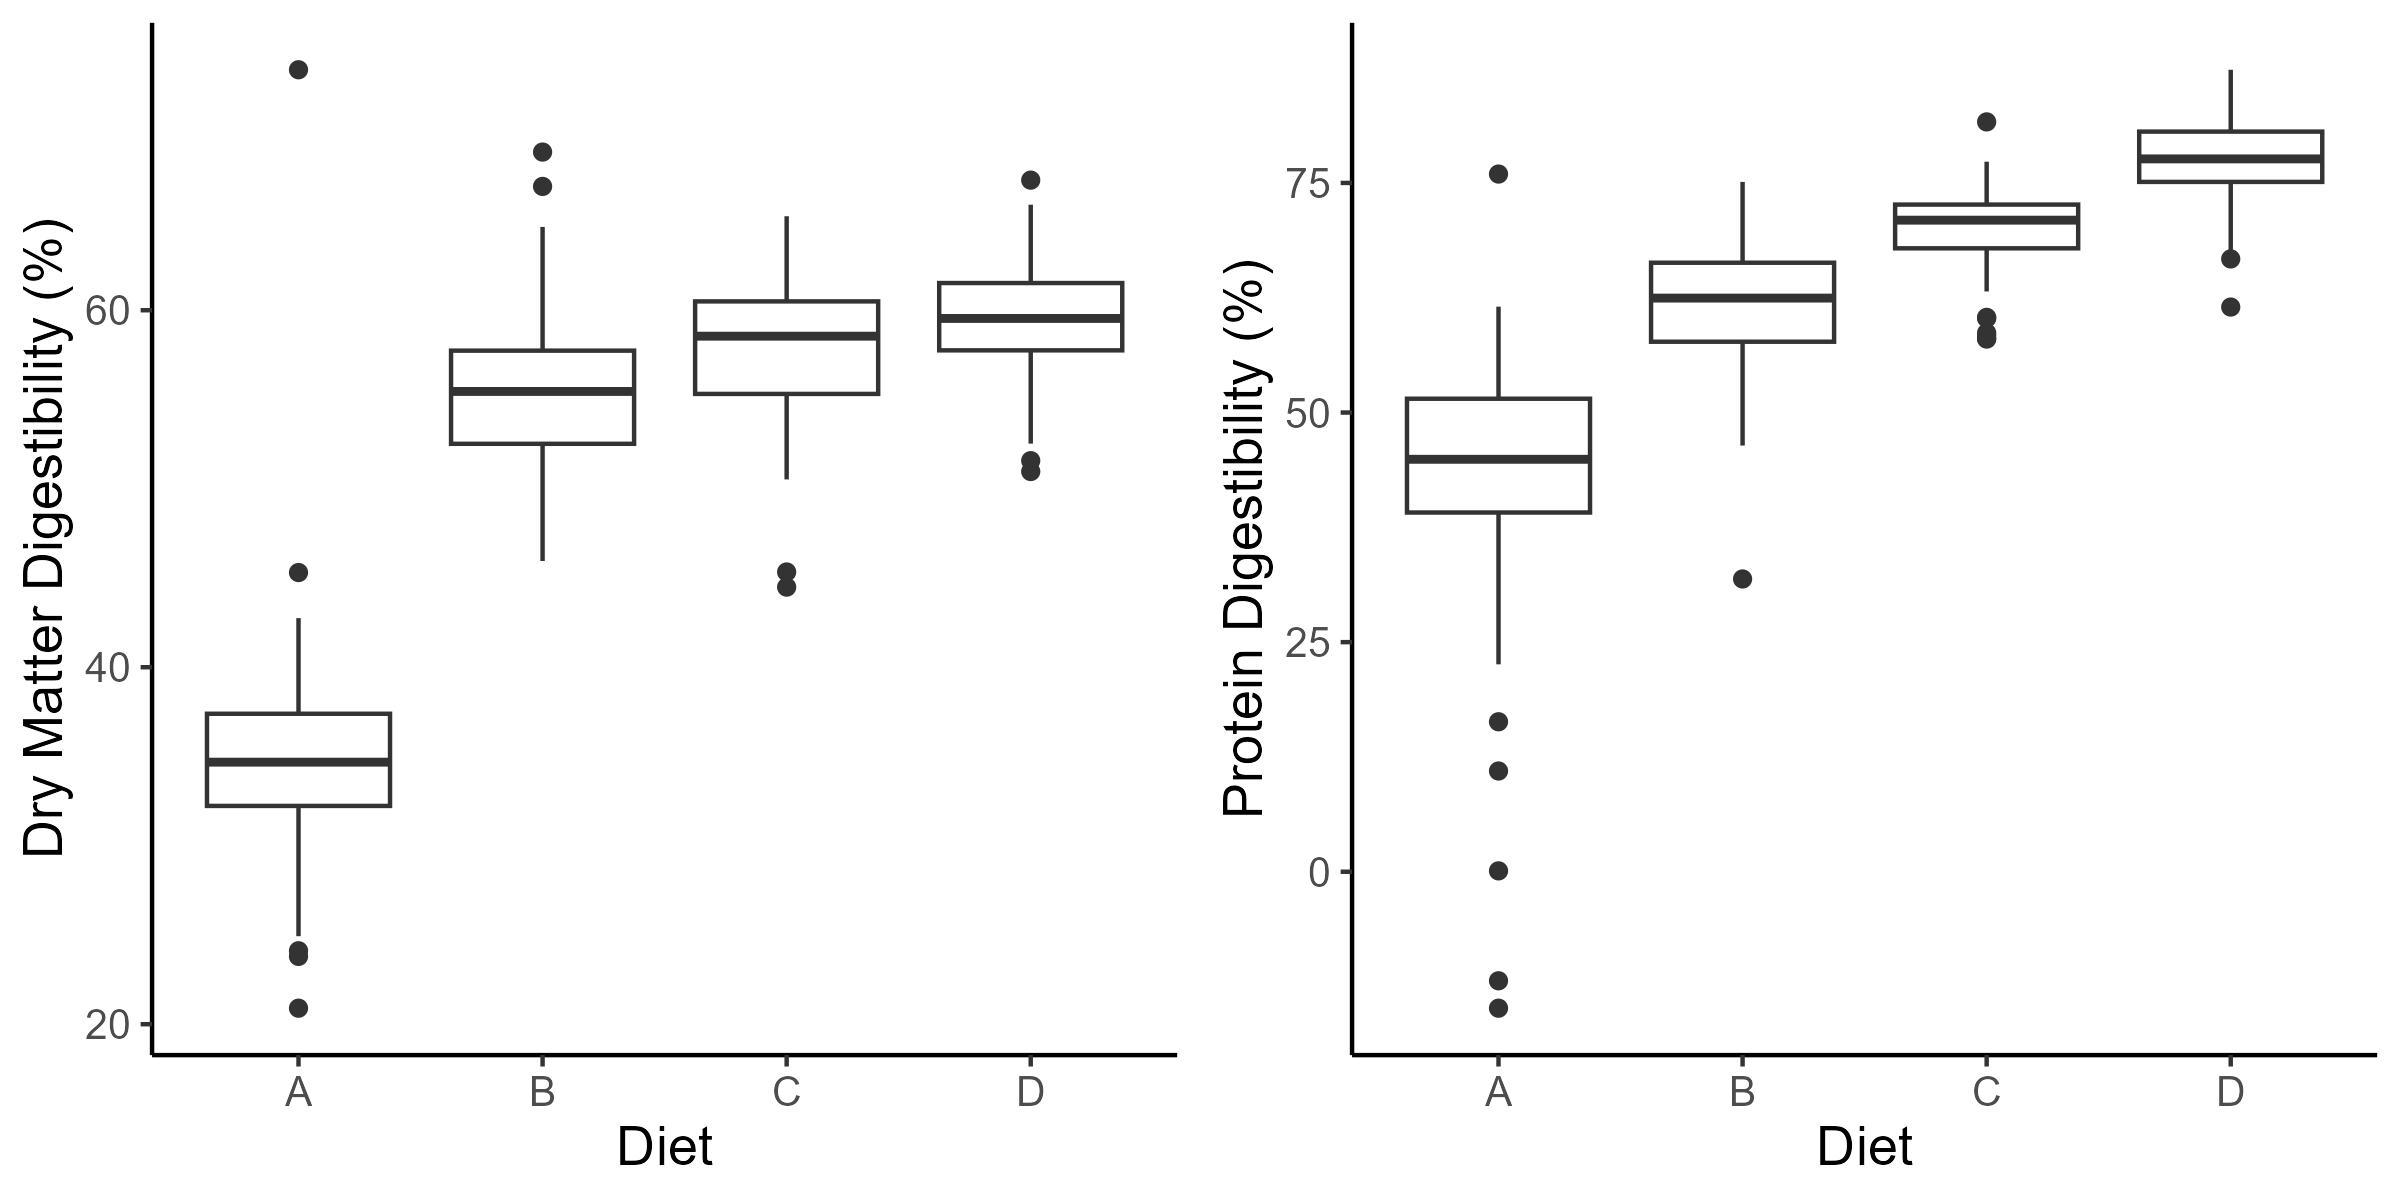 Dry Matter Digestibility (%)
60
40
20
A B C D
Diet
Protein Digestibility (%)
75
50
25
0
A B C D
Diet